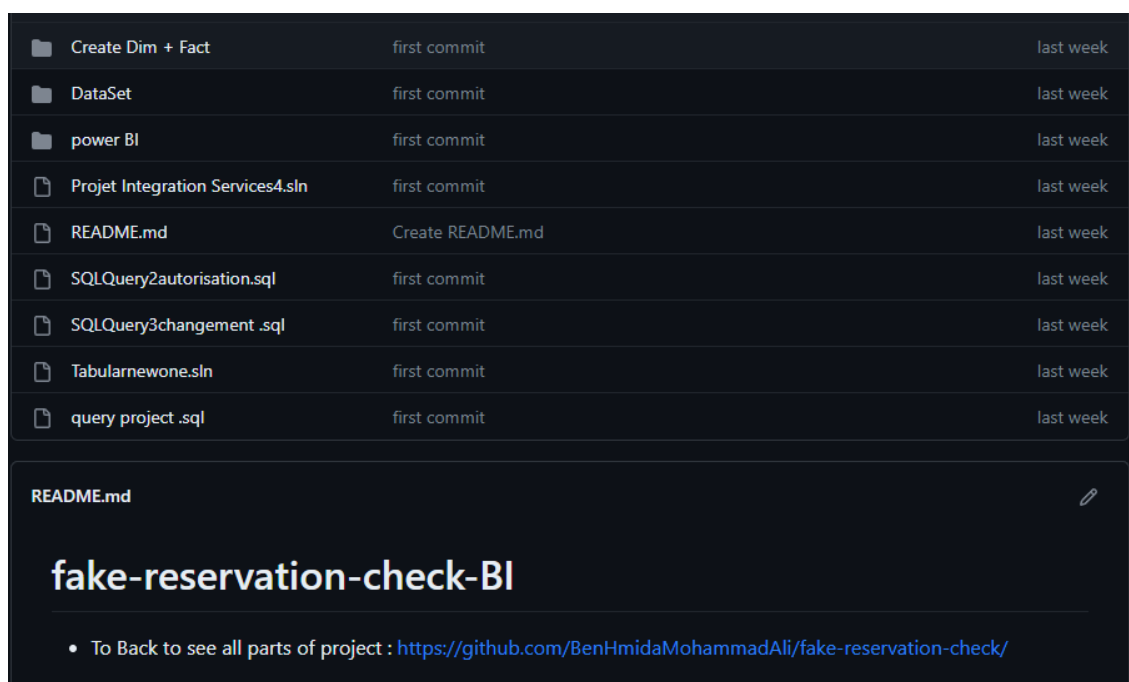 Create Dim + Fact first commit last week
DataSet first commit last week
power BI first commit last week
Projet Integration Services4.sln first commit last week
README.md Create README.md last week
SQLQuery2autorisation.sql first commit last week
SQLQuery3changement .sql first commit last week
Tabularnewone.sln first commit last week
query project .sql first commit last week
README.md
fake-reservation-check-BI
• To Back to see all parts of project : https://github.com/BenHmidaMohammadAli/fake-reservation-check/